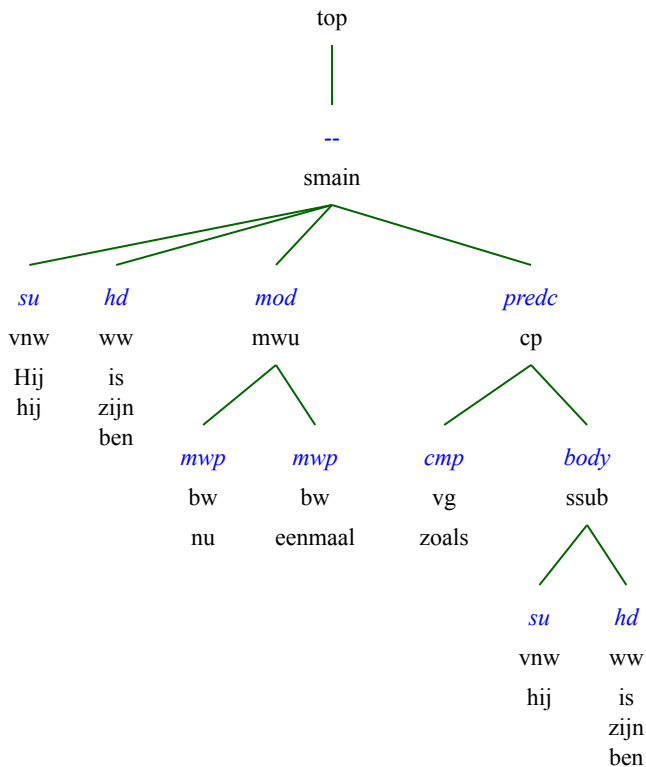 top
--
smain
su hd mod predc
vnw ww mwu cp
Hij is
hij zijn
ben
mwp mwp cmp body
bw bw vg ssub
nu eenmaal zoals
su hd
vnw ww
hij is
zijn
ben